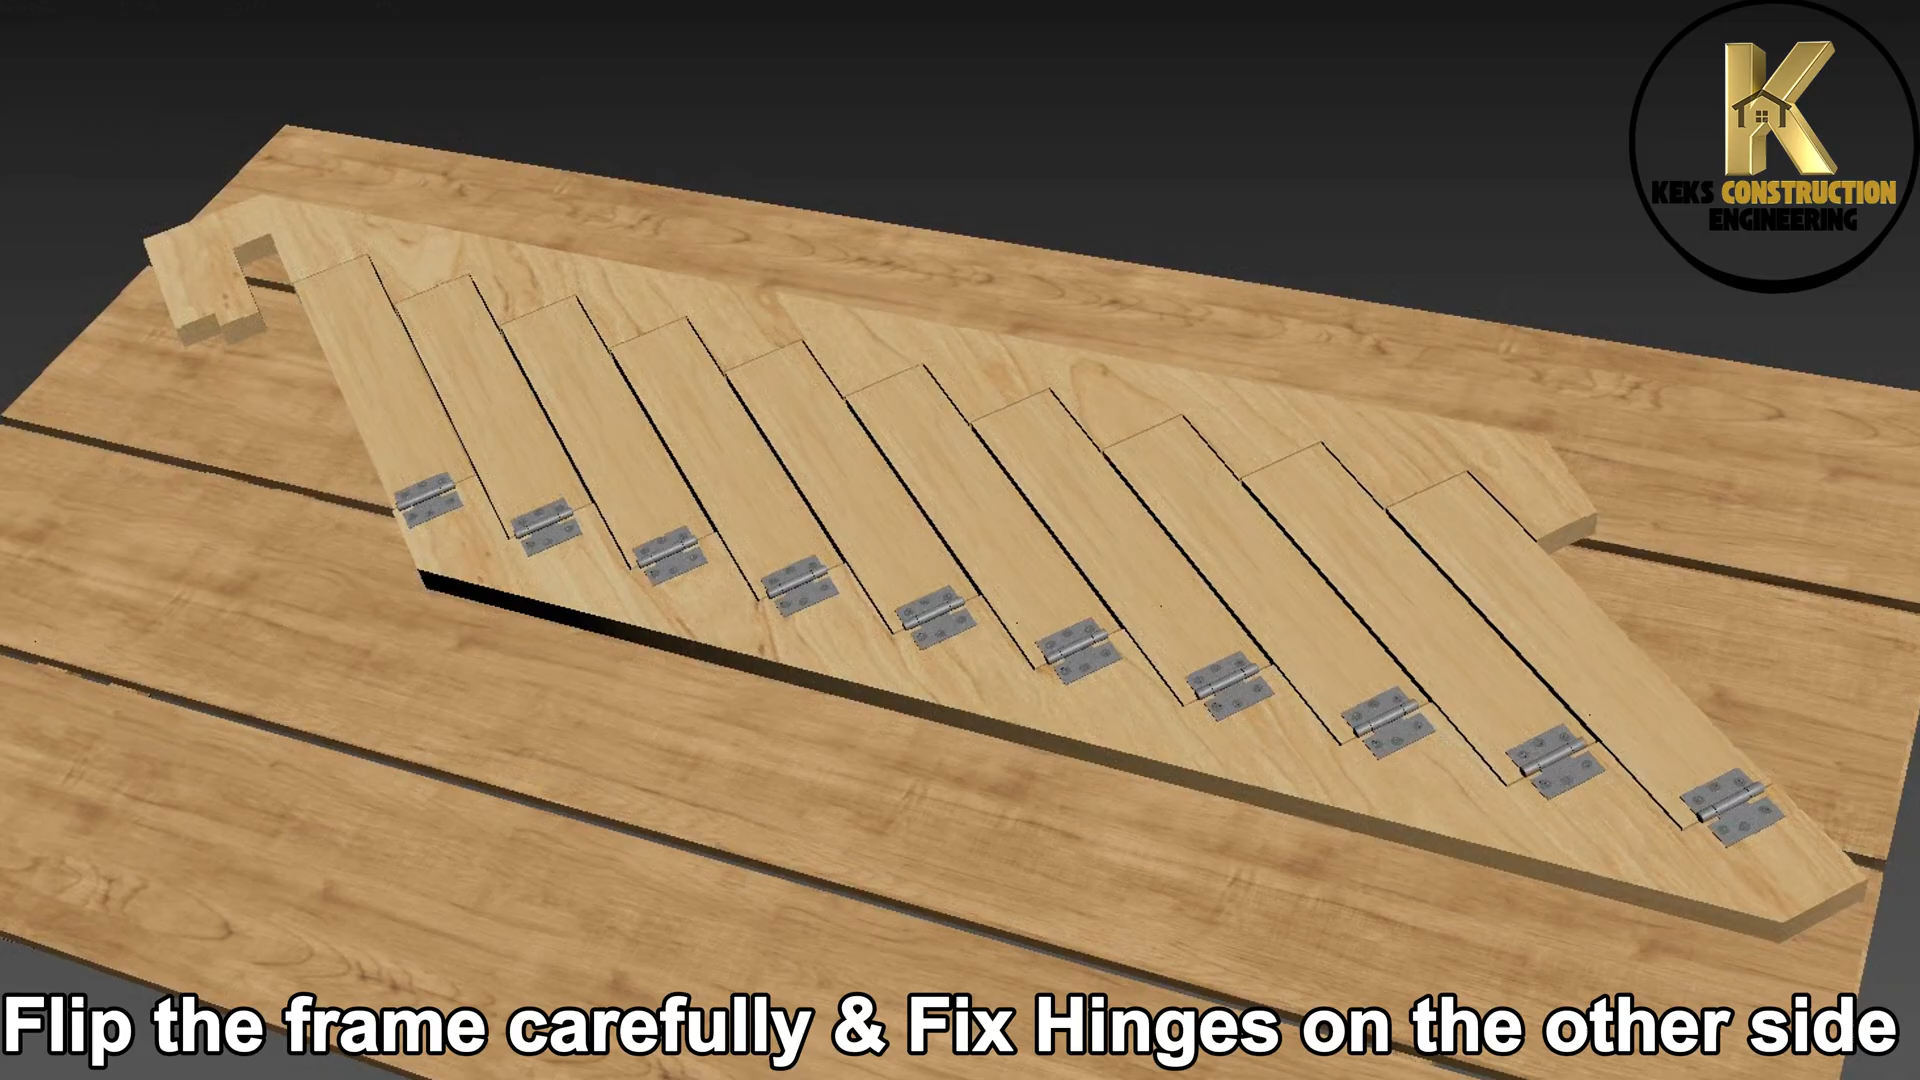 K
KEKS CONSTRUCTION
ENGINEERING
Flip the frame carefully & Fix Hinges on the other side